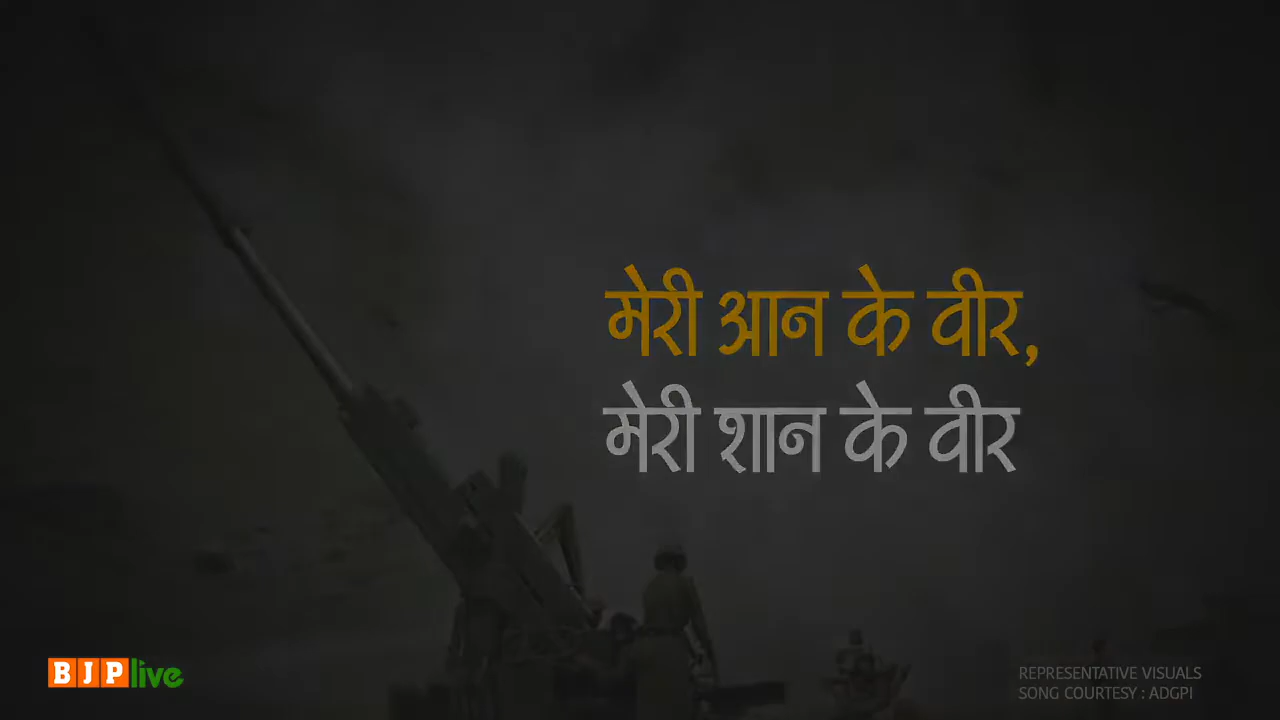 मेरी आन के वीर,
मेरी शान के वीर
BJPlive
REPRESENTATIVE VISUALS
SONG COURTESY : ADGPI